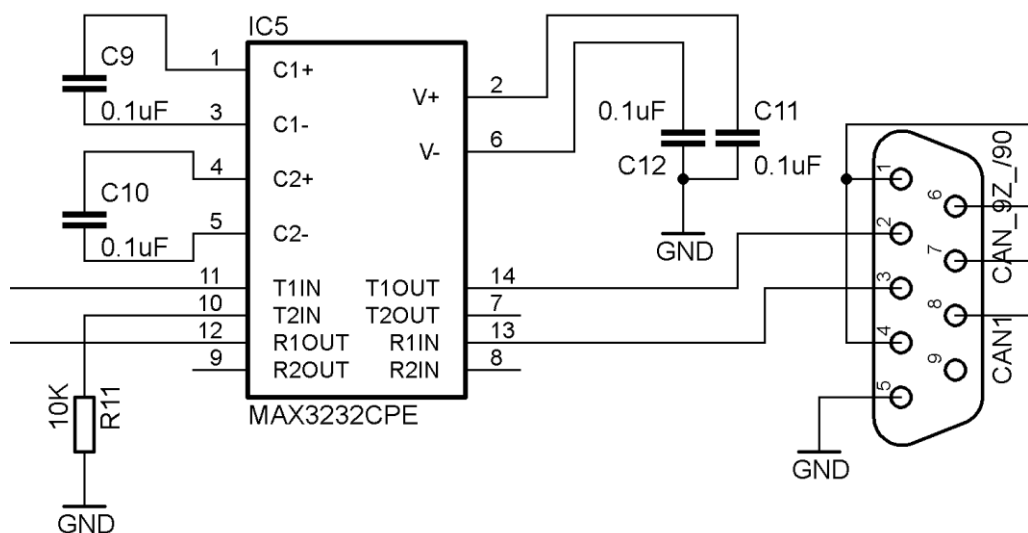 IC5
C9
0.1uF
C10
0.1uF
1
3
4
5
11
10
12
9
C1+
C1-
C2+
C2-
T1IN
T2IN
R1OUT
R2OUT
V+
V-
T1OUT
T2OUT
R1IN
R2IN
2
6
14
7
13
8
MAX3232CPE
10K
R11
GND
0.1uF
C12
C11
0.1uF
GND
1
2
3
4
5
6
7
8
9
GND
CAN1
CAN_9Z_/90